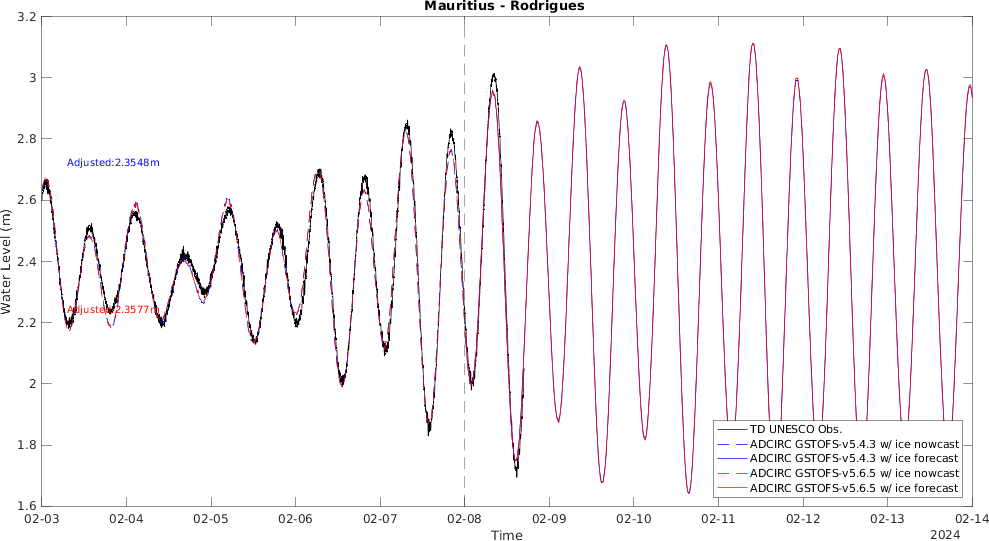 Mauritius - Rodrigues
3.2
3
2.8
2.6
2.4
2.2
2
1.8
1.6
Water Level (m)
Adjusted:2.3548m
Adjusted:2.3577m
TD UNESCO Obs.
ADCIRC GSTOFS-v5.4.3 w/ ice nowcast
ADCIRC GSTOFS-v5.4.3 w/ ice forecast
ADCIRC GSTOFS-v5.6.5 w/ ice nowcast
ADCIRC GSTOFS-v5.6.5 w/ ice forecast
02-03 02-04 02-05 02-06 02-07 02-08 02-09 02-10 02-11 02-12 02-13 02-14
Time
2024